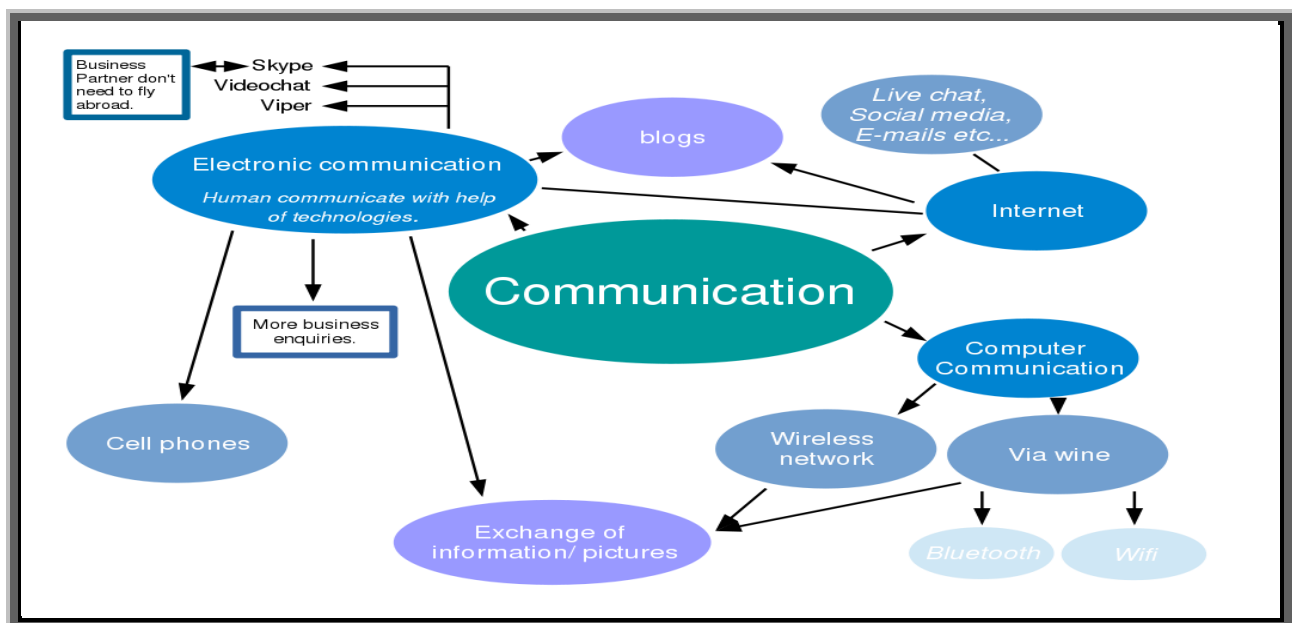 Business
Partner don't
need to fly
abroad.
Skype
Videochat
Viper
Live chat,
Social media,
E-mails etc...
blogs
Electronic communication
Human communicate with help
of technologies.
Internet
Communication
More business
enquiries.
Computer
Communication
Cell phones
Wireless
network
Via wine
Exchange of
information/ pictures
Bluetooth
Wifi